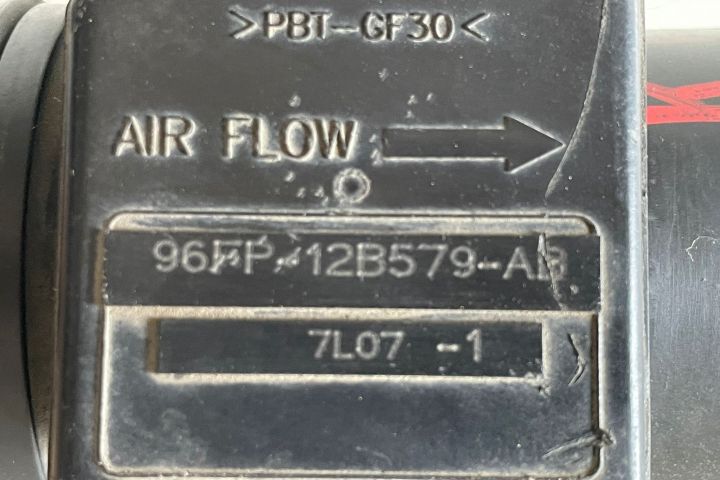 >PBT-GF30<
AIR FLOW
96FP-12B579-AB
7L07 -1